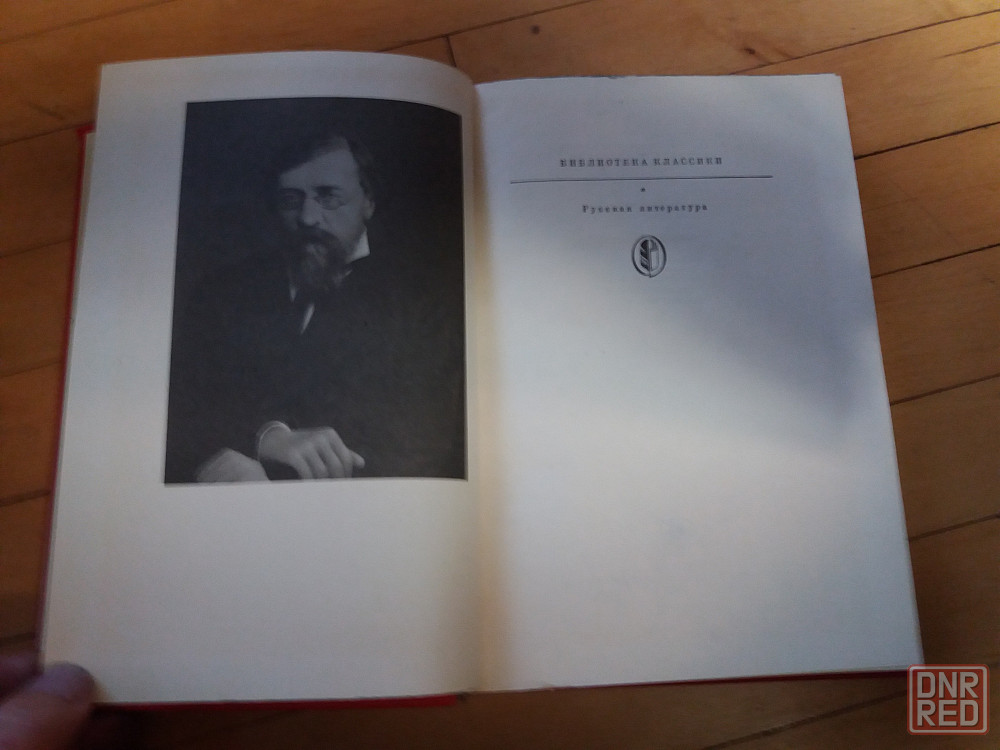 БИБЛИОТЕКА КЛАССИКИ
Русская литература
DNR
RED